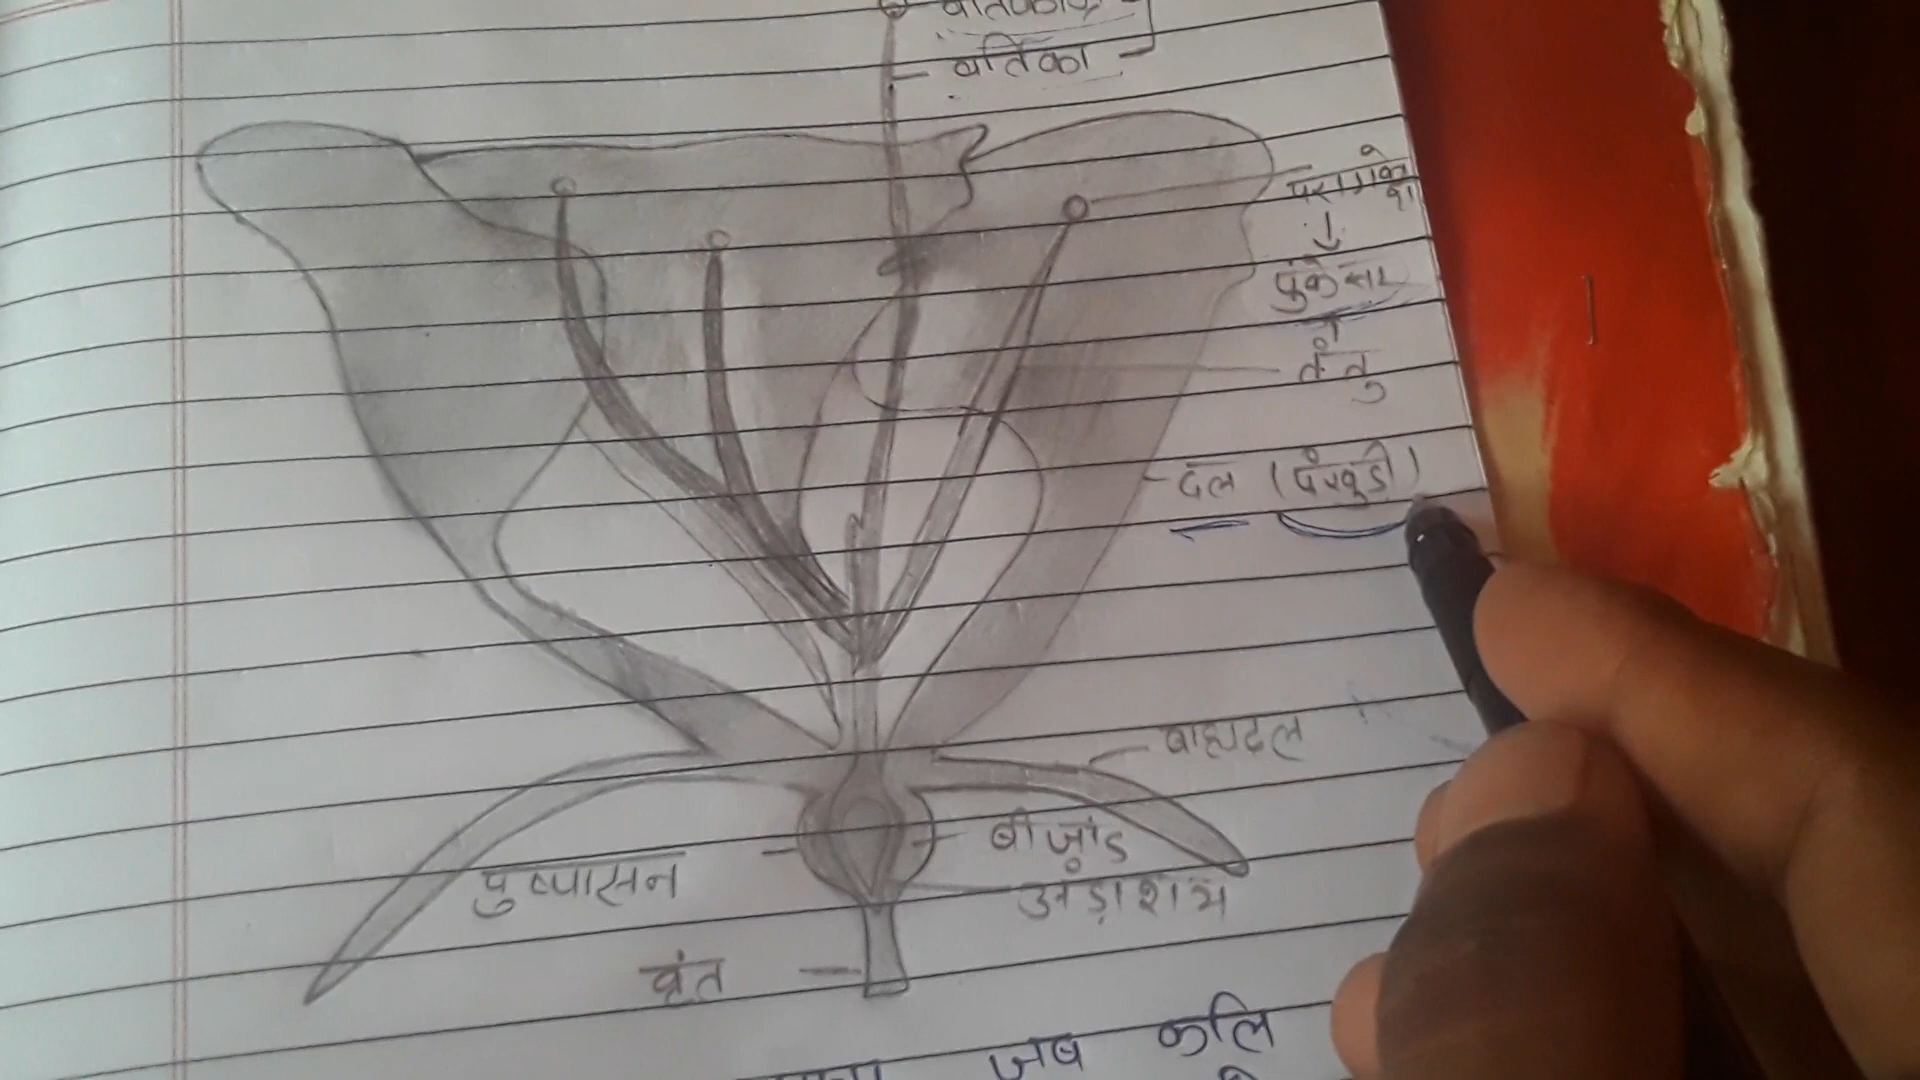 वर्तिका
परागकोश
पुंकेसर
तंतु
दल (पंखुडी)
बाह्यदल
बीजांड
पुष्पासन
अंड़ाशय
वृंत
जब कलि